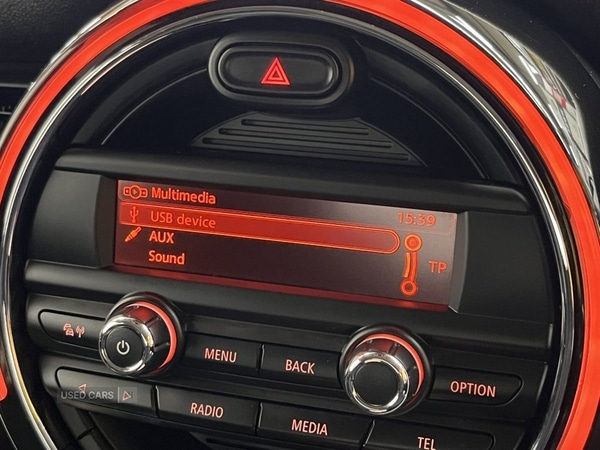 Multimedia
USB device
15:39
AUX
Sound
TP
MENU
BACK
OPTION
USED CARS
RADIO
MEDIA
TEL